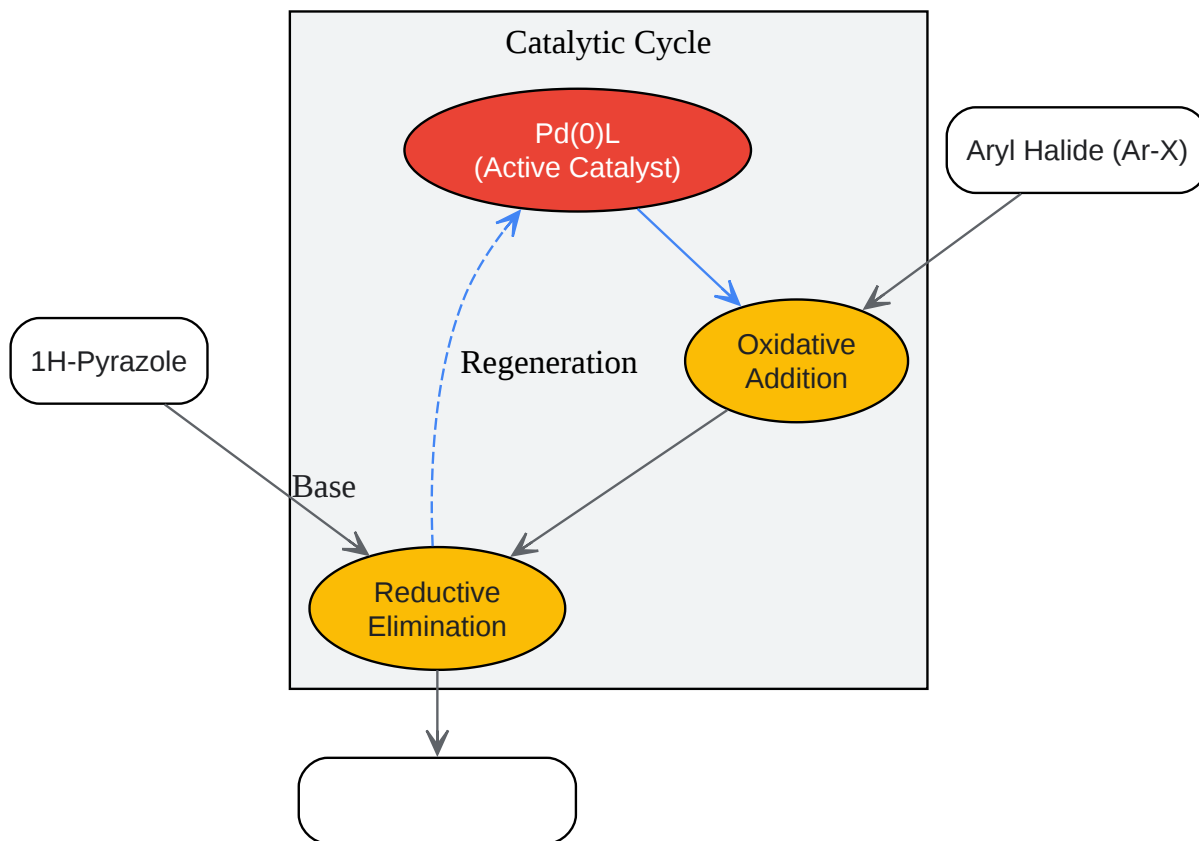 Catalytic Cycle
Pd(0)L
(Active Catalyst)
Aryl Halide (Ar-X)
Oxidative
Addition
1H-Pyrazole
Regeneration
Base
Reductive
Elimination